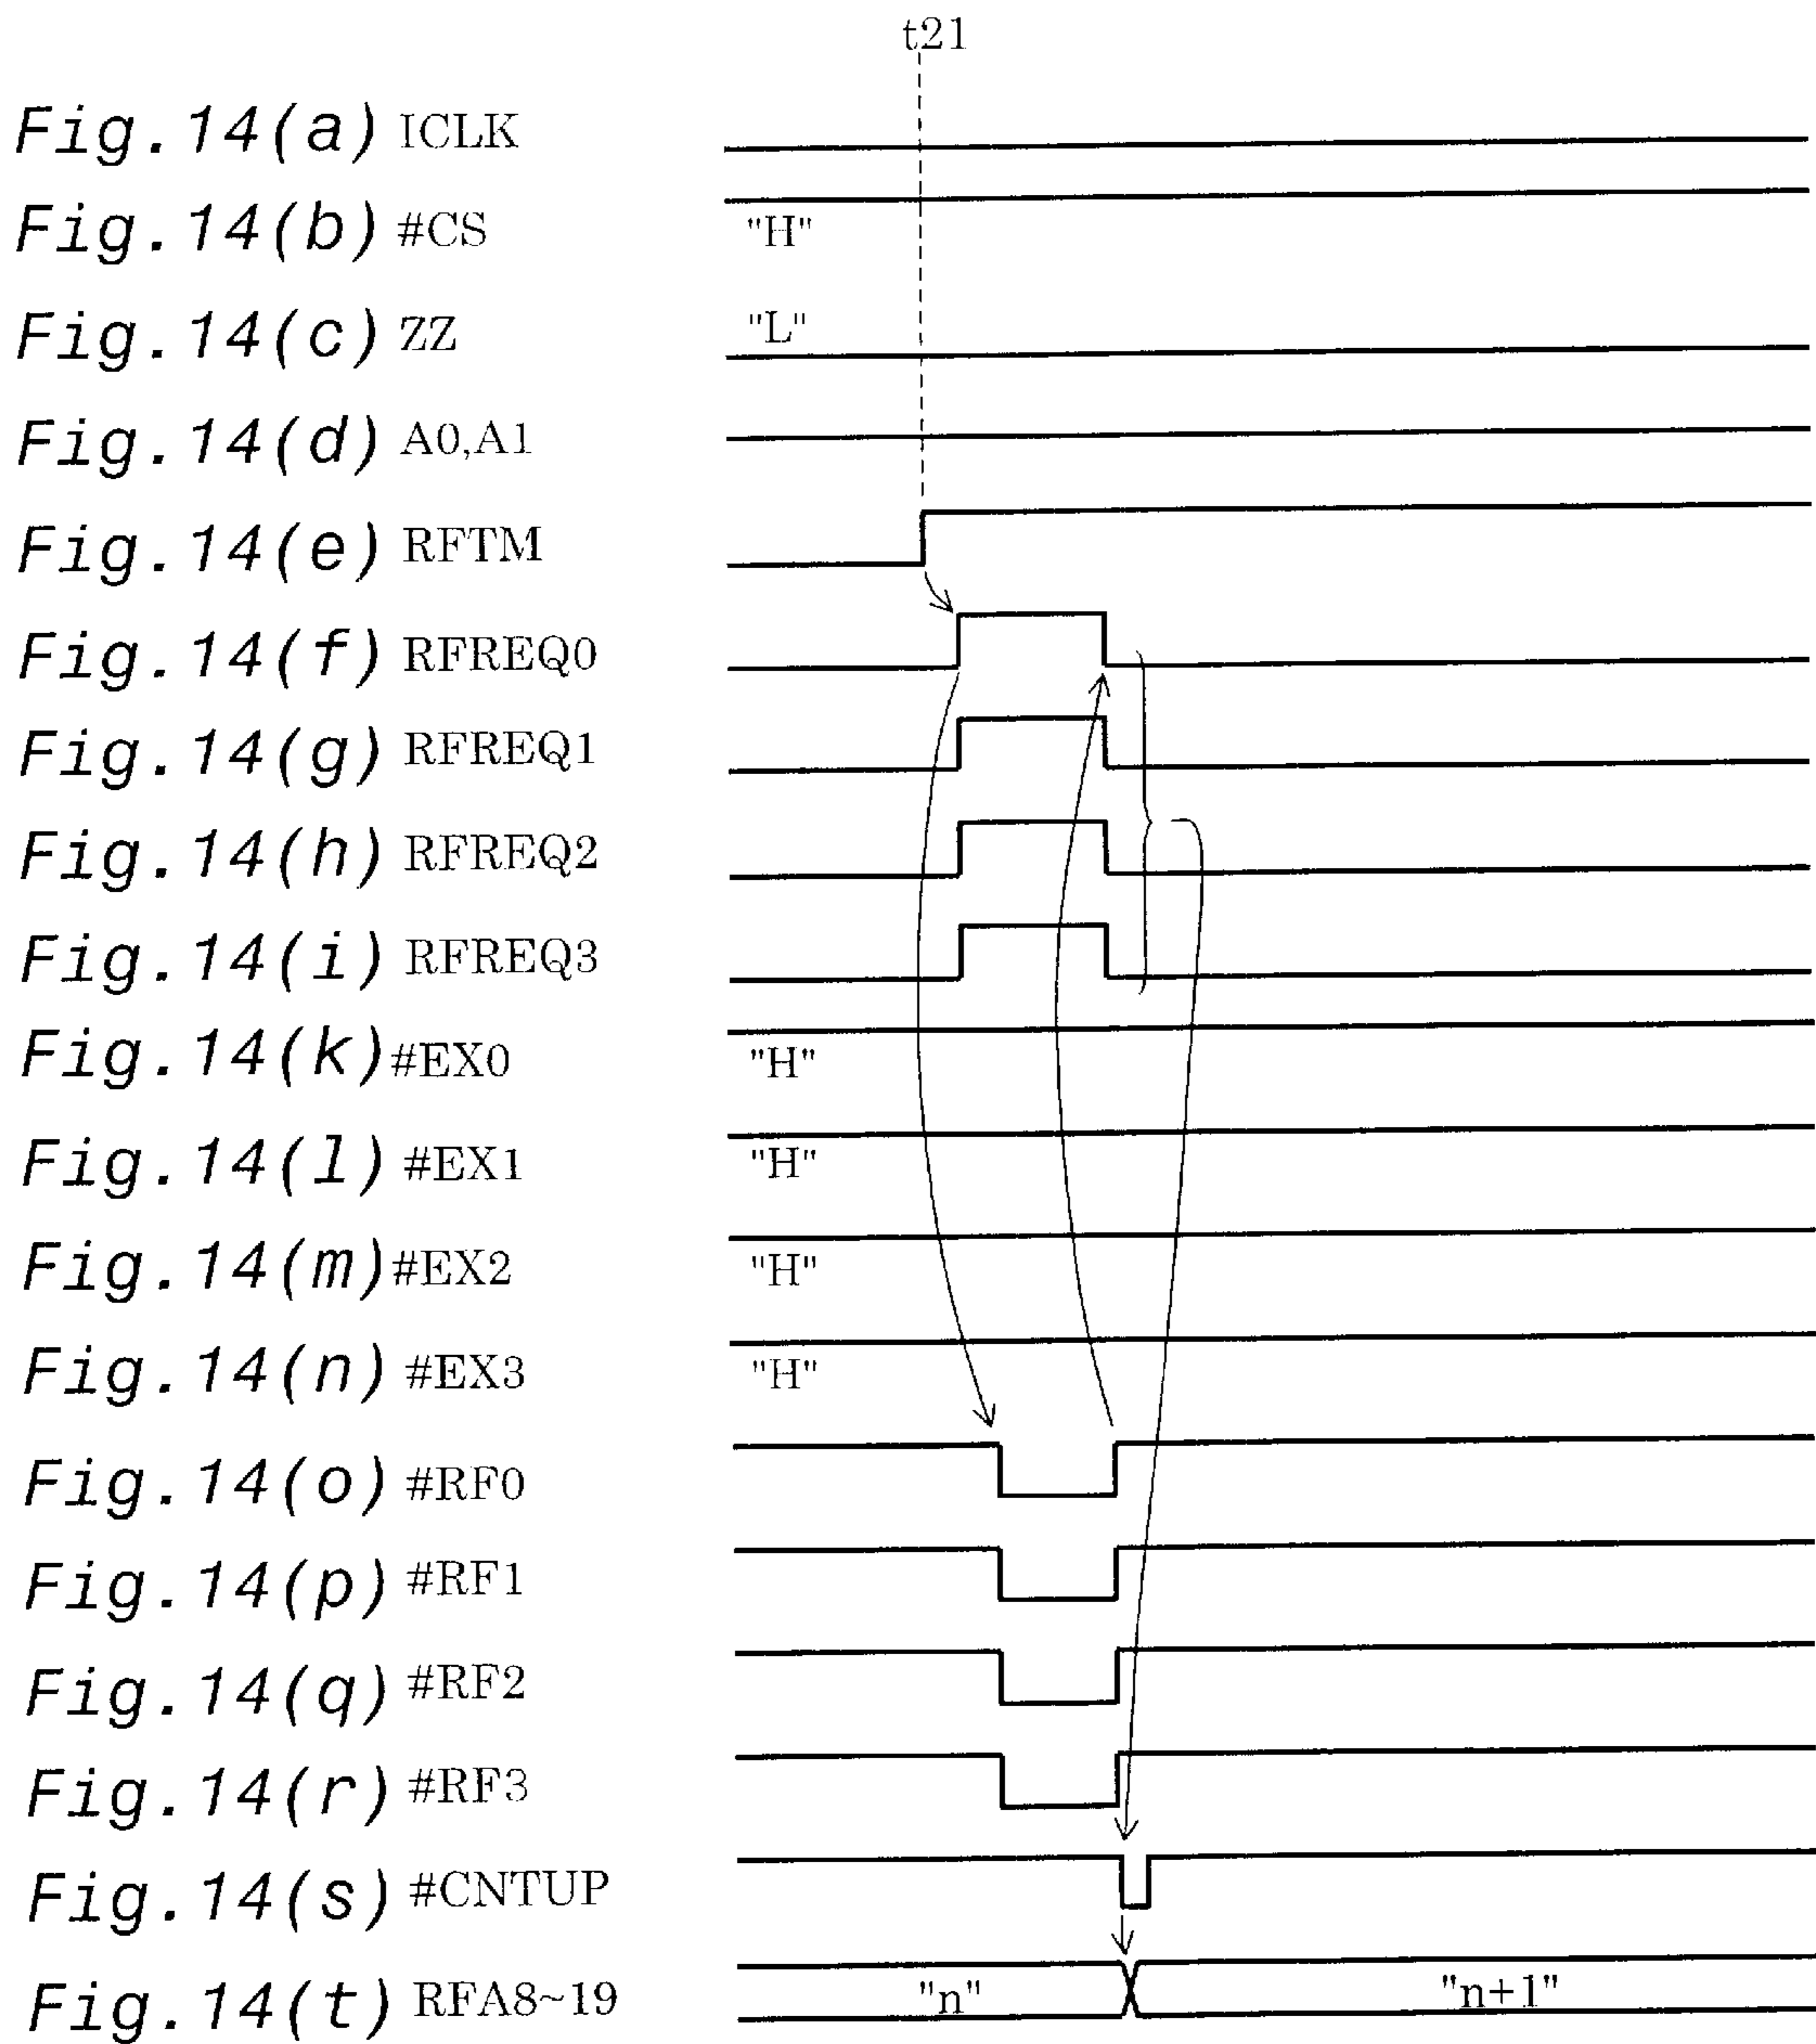 t21
Fig.14(a) ICLK
Fig.14(b) #CS "H"
Fig.14(c) ZZ "L"
Fig.14(d) A0,A1
Fig.14(e) RFTM
Fig.14(f) RFREQ0
Fig.14(g) RFREQ1
Fig.14(h) RFREQ2
Fig.14(i) RFREQ3
Fig.14(k) #EX0 "H"
Fig.14(l) #EX1 "H"
Fig.14(m) #EX2 "H"
Fig.14(n) #EX3 "H"
Fig.14(o) #RF0
Fig.14(p) #RF1
Fig.14(q) #RF2
Fig.14(r) #RF3
Fig.14(s) #CNTUP
Fig.14(t) RFA8~19 "n" "n+1"